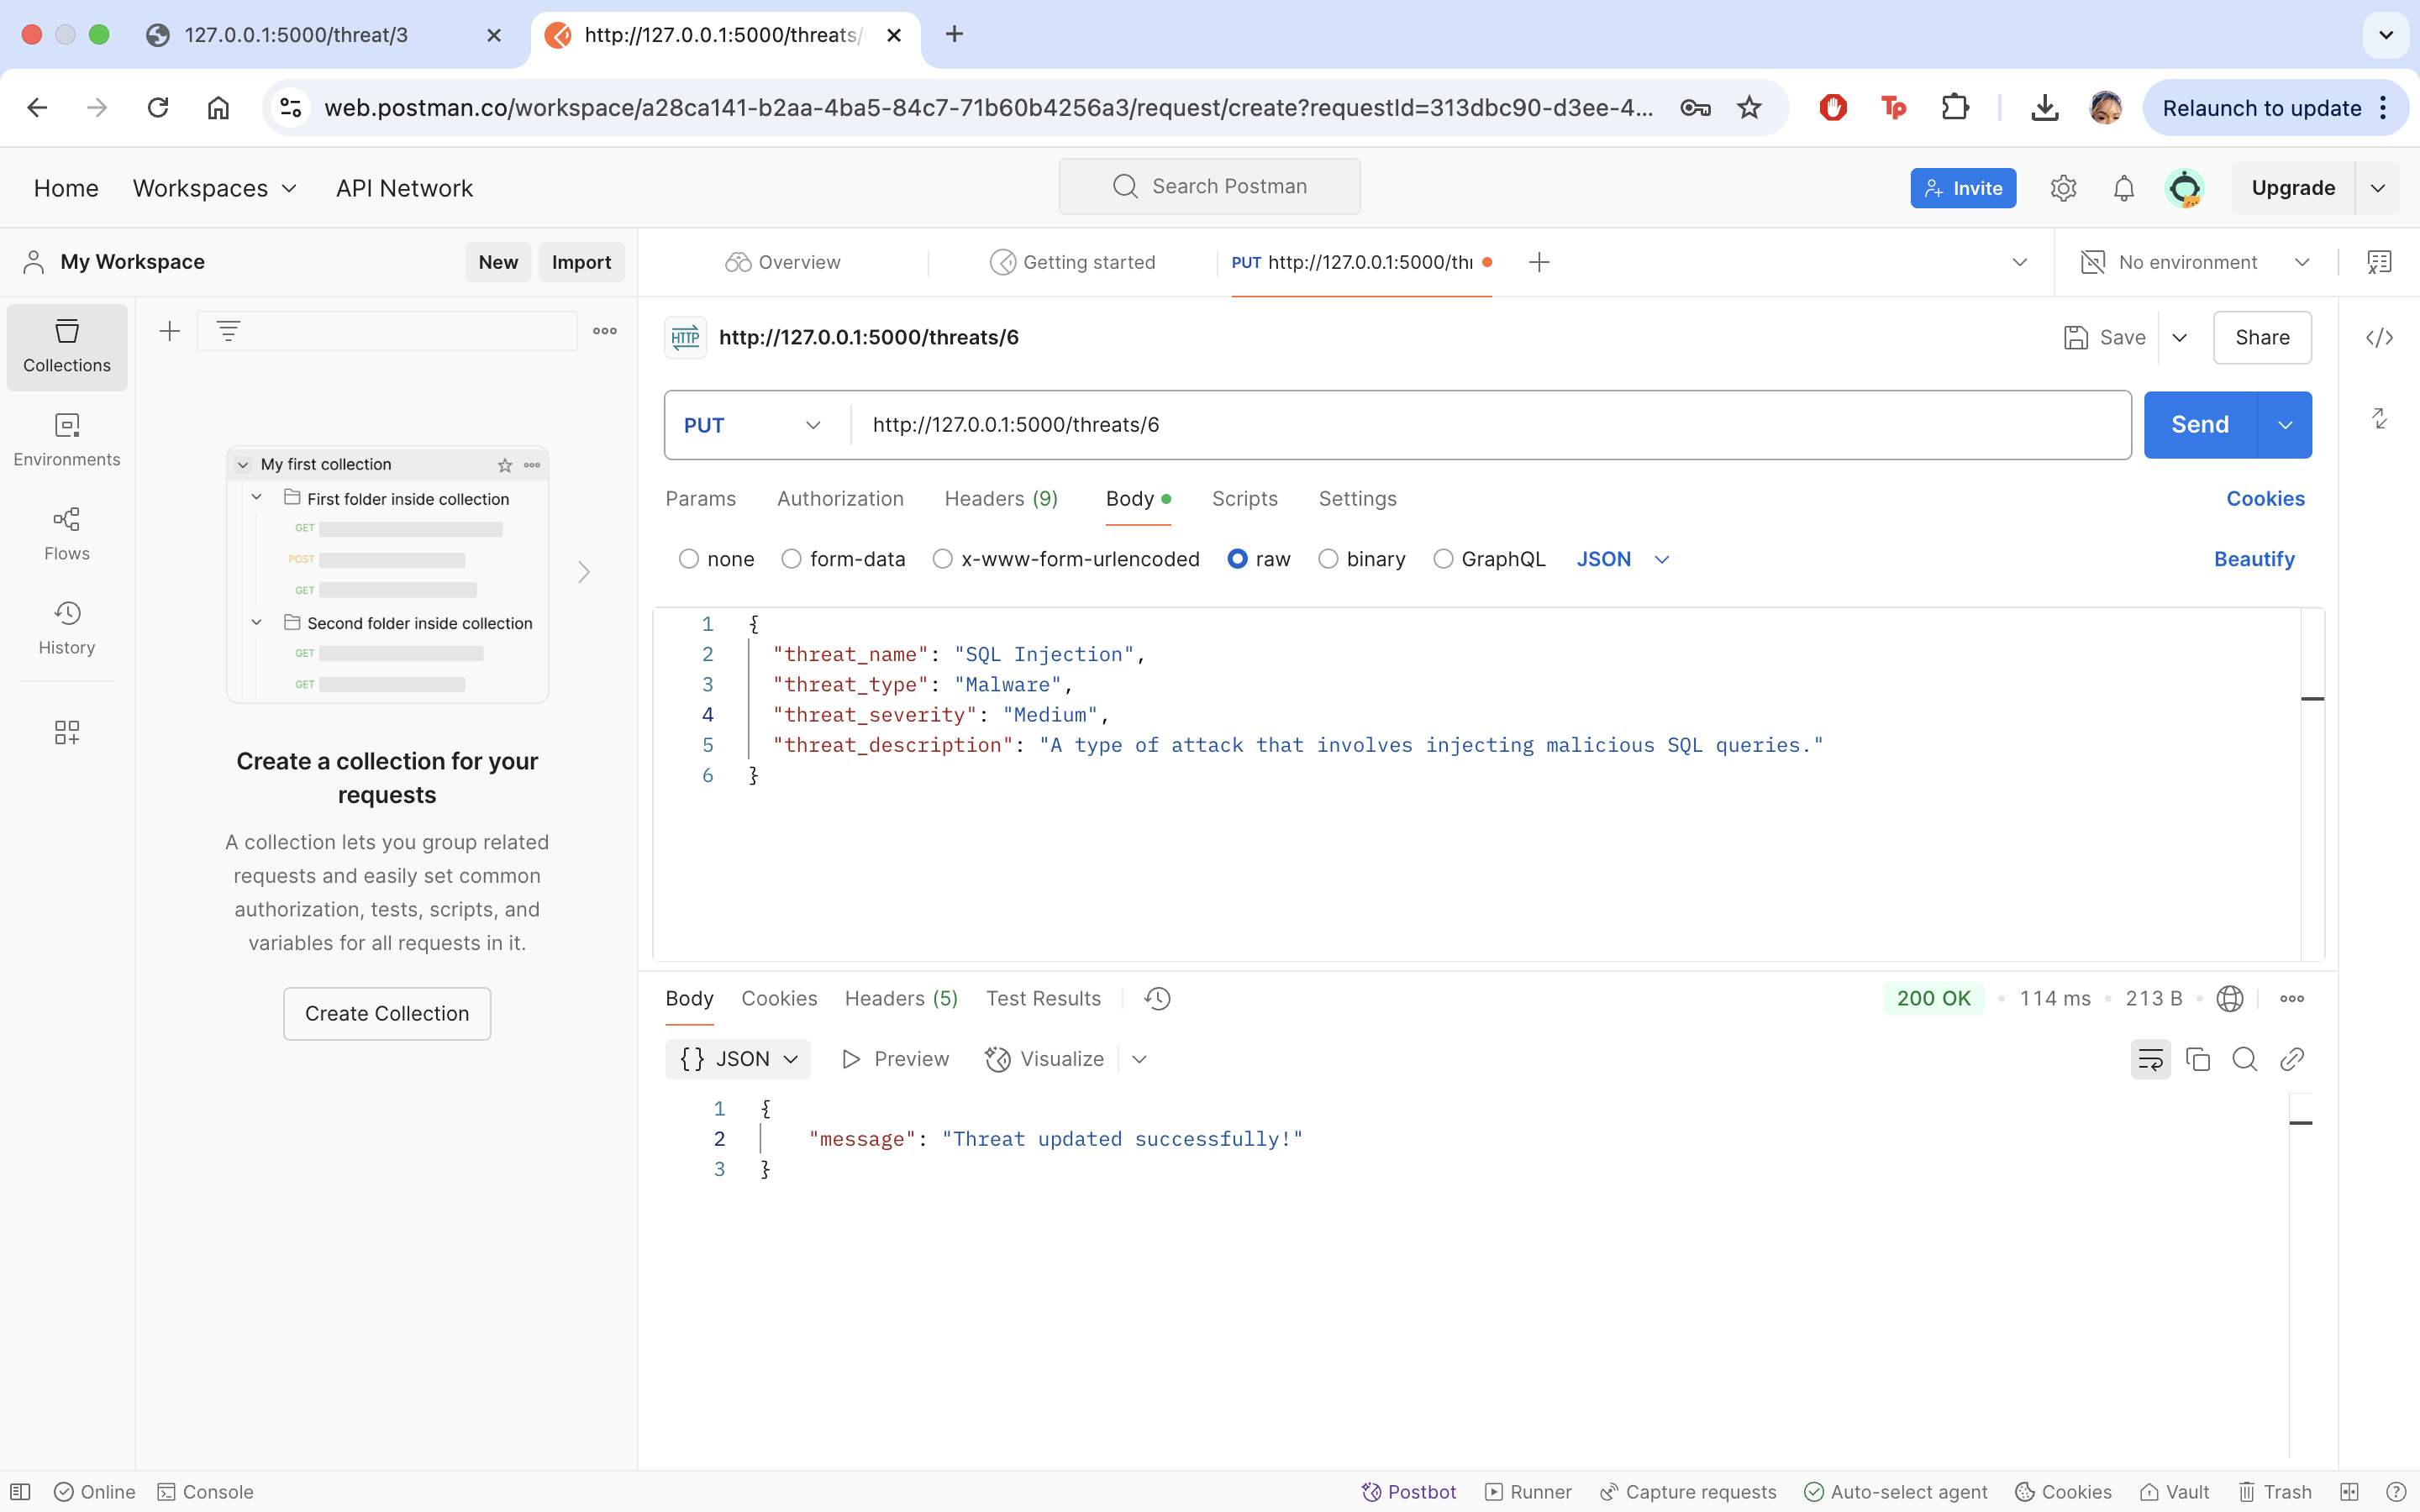 127.0.0.1:5000/threat/3
http://127.0.0.1:5000/threats/
web.postman.co/workspace/a28ca141-b2aa-4ba5-84c7-71b60b4256a3/request/create?requestId=313dbc90-d3ee-4...
Tp
Relaunch to update
Home
Workspaces
API Network
Search Postman
Invite
Upgrade
My Workspace
New
Import
Overview
Getting started
PUT http://127.0.0.1:5000/thr
No environment
Collections
Environments
Flows
History
My first collection
First folder inside collection
GET
POST
GET
Second folder inside collection
GET
GET
Create a collection for your
requests
A collection lets you group related
requests and easily set common
authorization, tests, scripts, and
variables for all requests in it.
Create Collection
HTTP
http://127.0.0.1:5000/threats/6
Save
Share
PUT
http://127.0.0.1:5000/threats/6
Send
Params
Authorization
Headers (9)
Body
Scripts
Settings
Cookies
none
form-data
x-www-form-urlencoded
raw
binary
GraphQL
JSON
Beautify
1 {
2 "threat_name": "SQL Injection",
3 "threat_type": "Malware",
4 "threat_severity": "Medium",
5 "threat_description": "A type of attack that involves injecting malicious SQL queries."
6 }
Body
Cookies
Headers (5)
Test Results
200 OK
114 ms
213 B
{} JSON
Preview
Visualize
1 {
2 "message": "Threat updated successfully!"
3 }
Online
Console
Postbot
Runner
Capture requests
Auto-select agent
Cookies
Vault
Trash